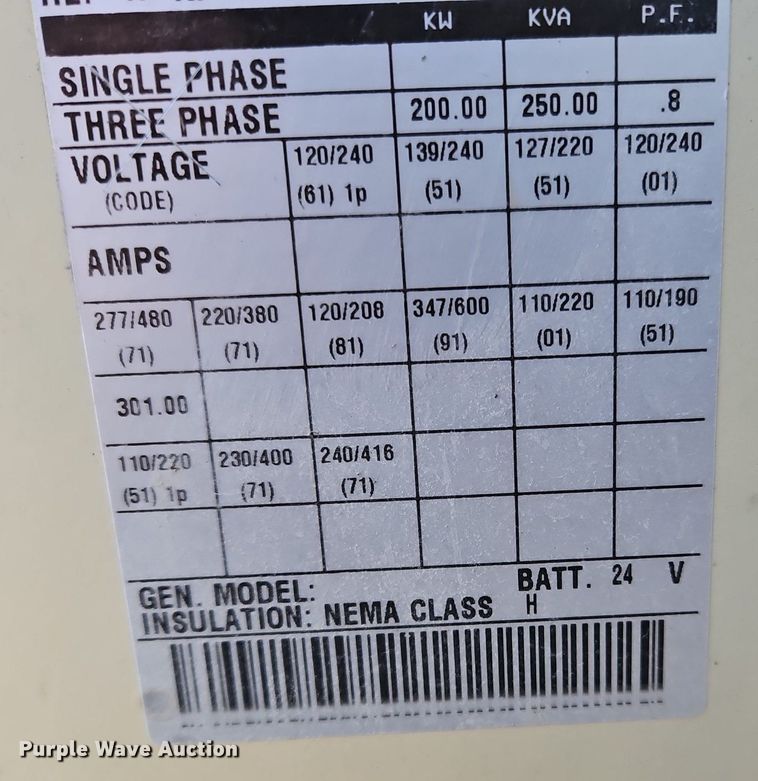 KW KVA P.F.
SINGLE PHASE
THREE PHASE 200.00 250.00 .8
VOLTAGE 120/240 139/240 127/220 120/240
(CODE) (61) 1p (51) (51) (01)
AMPS
277/480 220/380 120/208 347/600 110/220 110/190
(71) (71) (81) (91) (01) (51)
301.00
110/220 230/400 240/416
(51) 1p (71) (71)
GEN. MODEL: BATT. 24 V
INSULATION: NEMA CLASS H
Purple Wave Auction